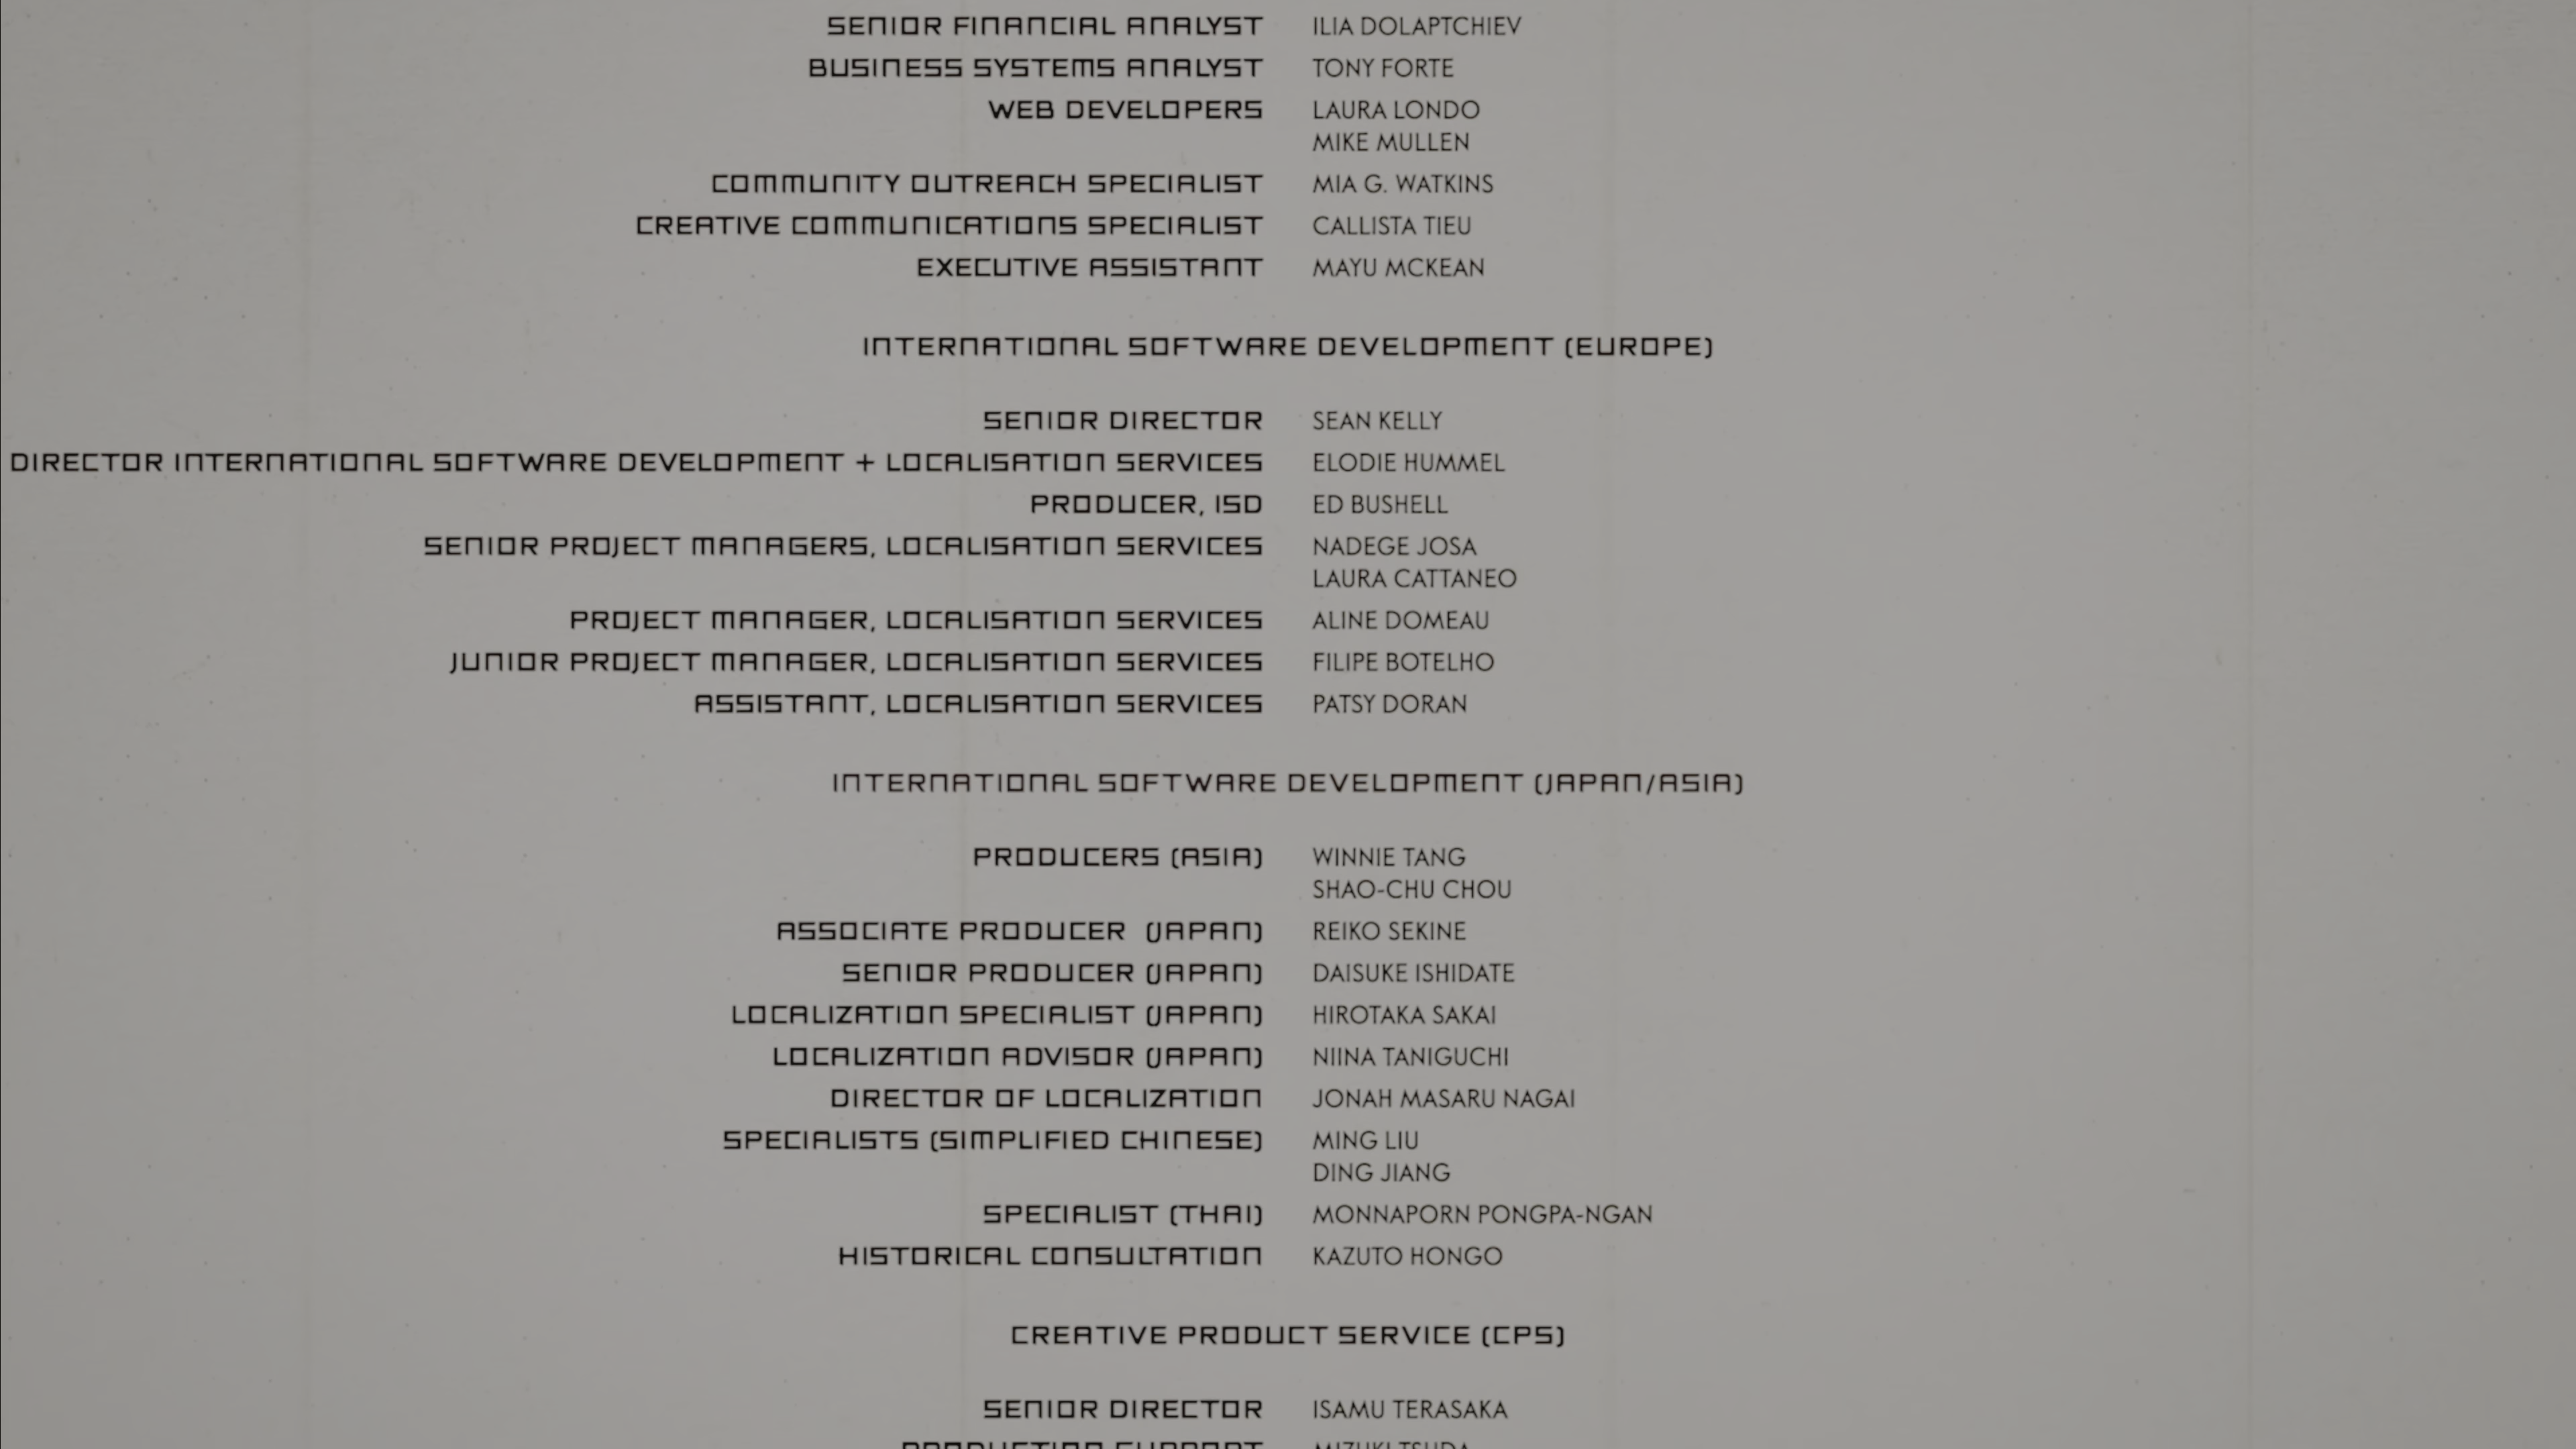 SENIOR FINANCIAL ANALYST ILIA DOLAPTCHIEV
BUSINESS SYSTEMS ANALYST TONY FORTE
WEB DEVELOPERS LAURA LONDO
MIKE MULLEN
COMMUNITY OUTREACH SPECIALIST MIA G. WATKINS
CREATIVE COMMUNICATIONS SPECIALIST CALLISTA TIEU
EXECUTIVE ASSISTANT MAYU MCKEAN
INTERNATIONAL SOFTWARE DEVELOPMENT (EUROPE)
SENIOR DIRECTOR SEAN KELLY
DIRECTOR INTERNATIONAL SOFTWARE DEVELOPMENT + LOCALISATION SERVICES ELODIE HUMMEL
PRODUCER, ISD ED BUSHELL
SENIOR PROJECT MANAGERS, LOCALISATION SERVICES NADEGE JOSA
LAURA CATTANEO
PROJECT MANAGER, LOCALISATION SERVICES ALINE DOMEAU
JUNIOR PROJECT MANAGER, LOCALISATION SERVICES FILIPE BOTELHO
ASSISTANT, LOCALISATION SERVICES PATSY DORAN
INTERNATIONAL SOFTWARE DEVELOPMENT (JAPAN/ASIA)
PRODUCERS (ASIA) WINNIE TANG
SHAO-CHU CHOU
ASSOCIATE PRODUCER (JAPAN) REIKO SEKINE
SENIOR PRODUCER (JAPAN) DAISUKE ISHIDATE
LOCALIZATION SPECIALIST (JAPAN) HIROTAKA SAKAI
LOCALIZATION ADVISOR (JAPAN) NIINA TANIGUCHI
DIRECTOR OF LOCALIZATION JONAH MASARU NAGAI
SPECIALISTS (SIMPLIFIED CHINESE) MING LIU
DING JIANG
SPECIALIST (THAI) MONNAPORN PONGPA-NGAN
HISTORICAL CONSULTATION KAZUTO HONGO
CREATIVE PRODUCT SERVICE (CPS)
SENIOR DIRECTOR ISAMU TERASAKA
PRODUCTION SUPPORT MIZUKI TSUDA